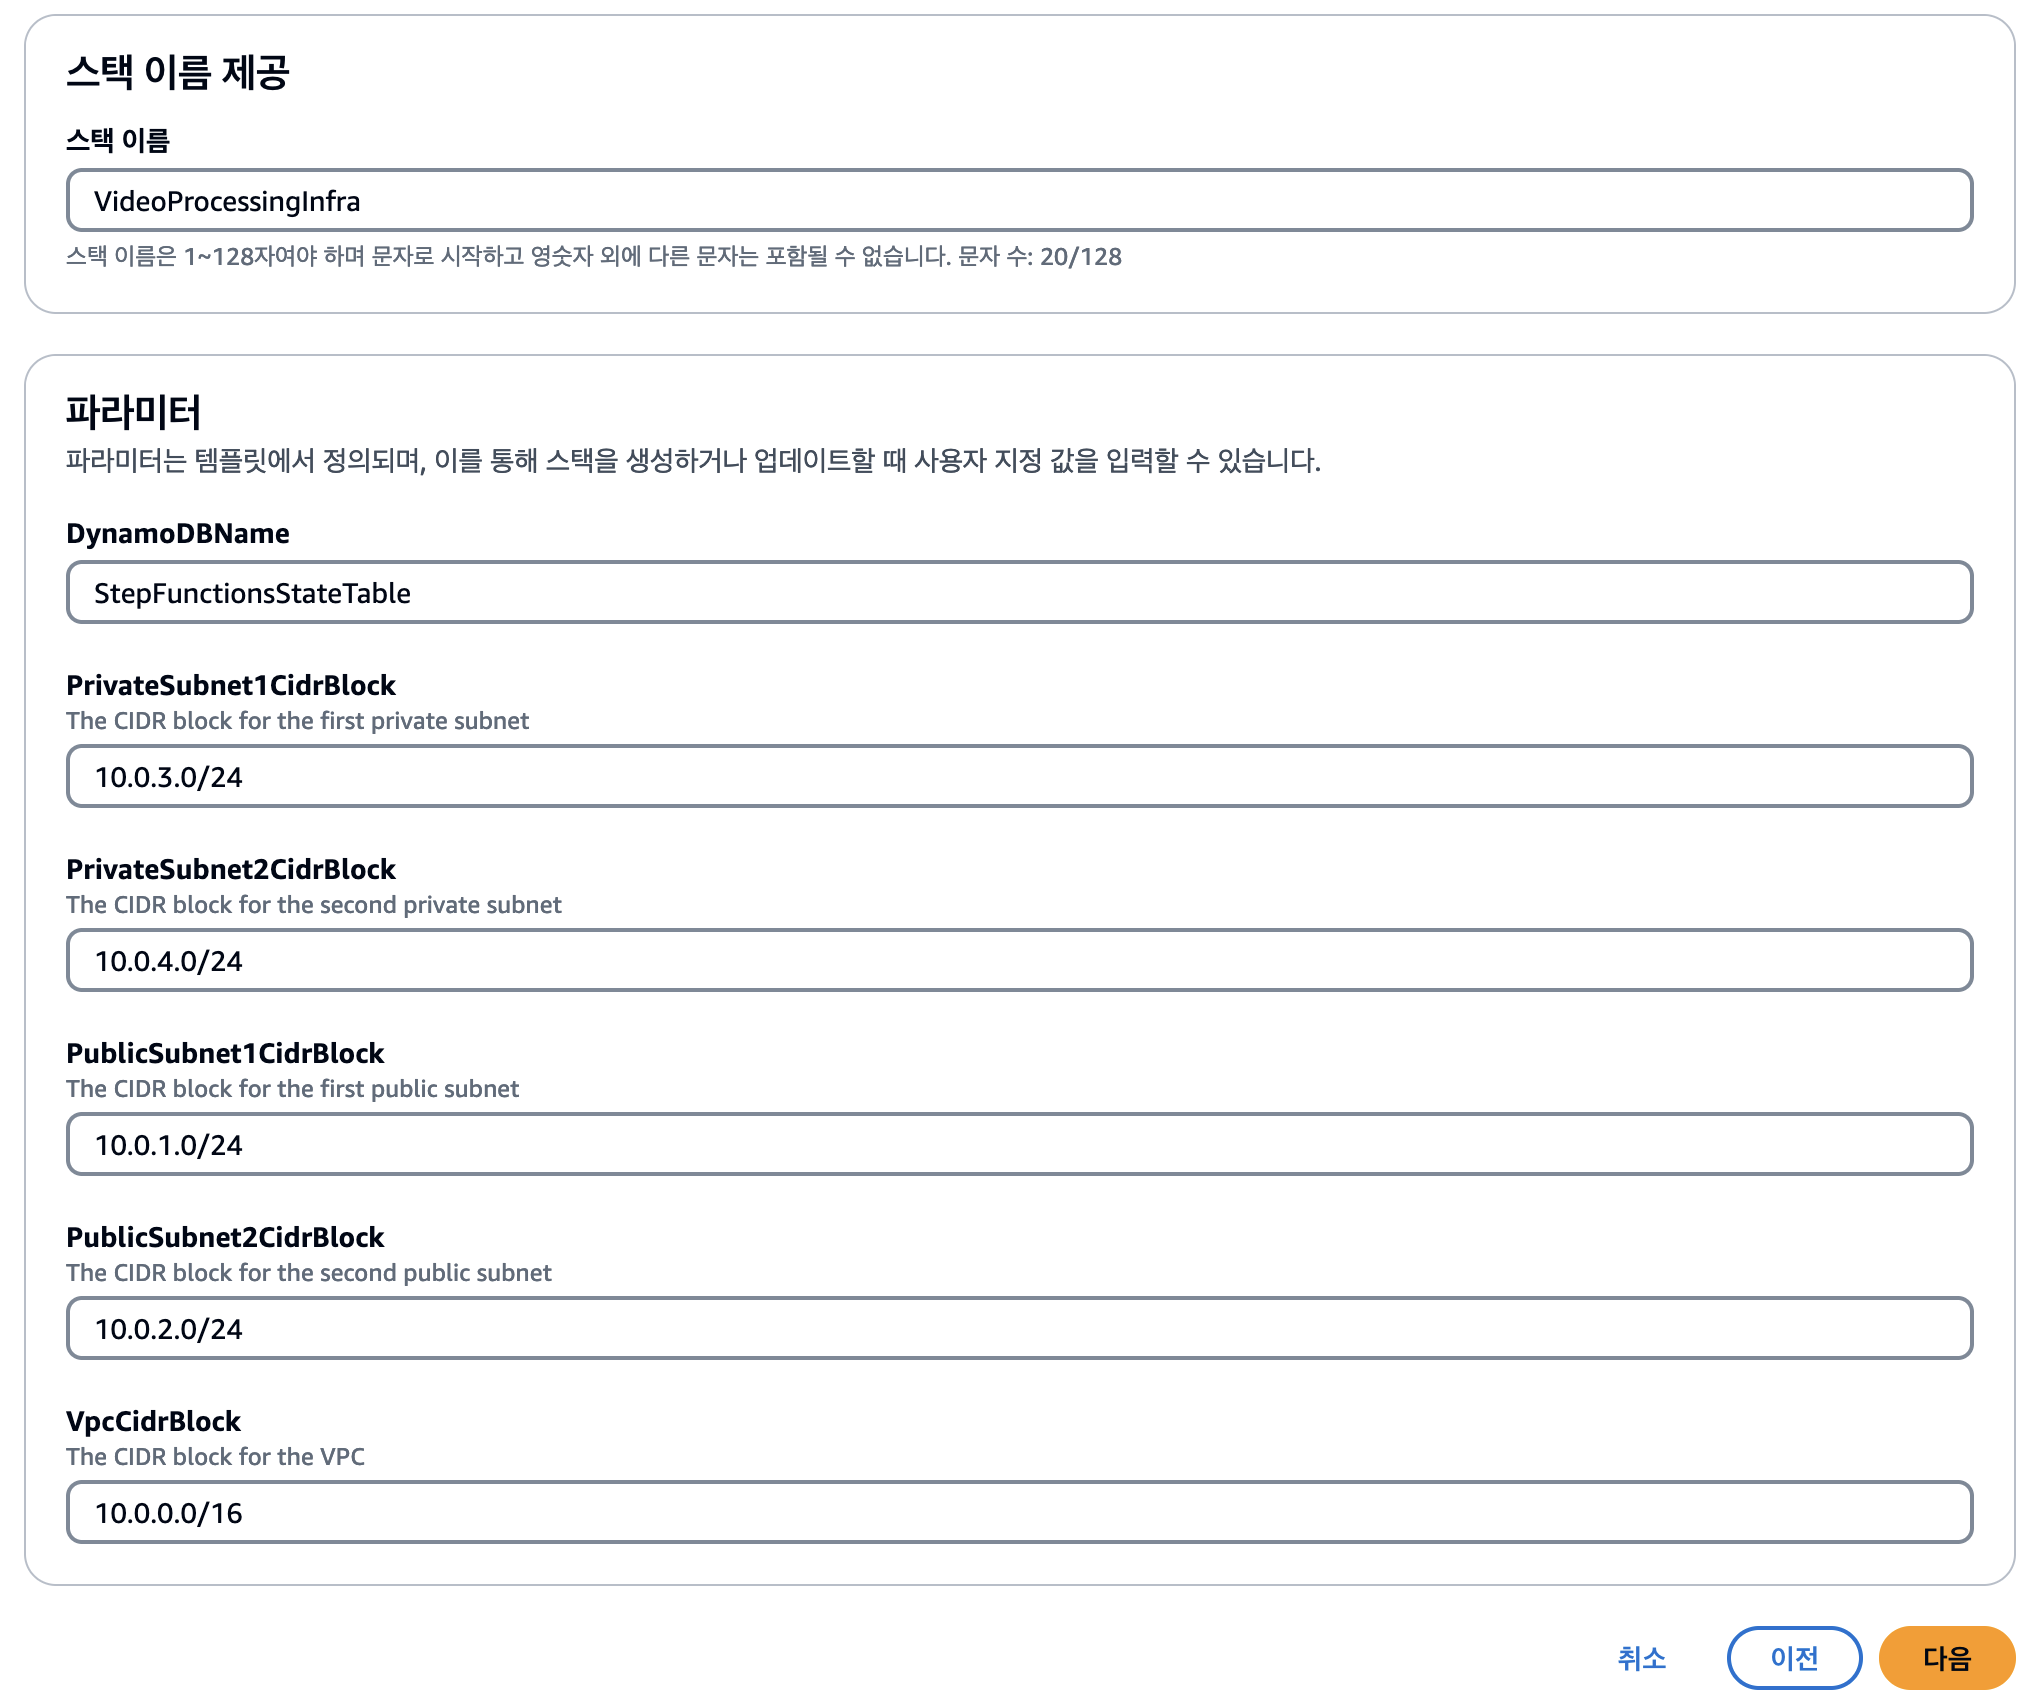 스택 이름 제공
스택 이름
VideoProcessingInfra
스택 이름은 1~128자여야 하며 문자로 시작하고 영숫자 외에 다른 문자는 포함될 수 없습니다. 문자 수: 20/128
파라미터
파라미터는 템플릿에서 정의되며, 이를 통해 스택을 생성하거나 업데이트할 때 사용자 지정 값을 입력할 수 있습니다.
DynamoDBName
StepFunctionsStateTable
PrivateSubnet1CidrBlock
The CIDR block for the first private subnet
10.0.3.0/24
PrivateSubnet2CidrBlock
The CIDR block for the second private subnet
10.0.4.0/24
PublicSubnet1CidrBlock
The CIDR block for the first public subnet
10.0.1.0/24
PublicSubnet2CidrBlock
The CIDR block for the second public subnet
10.0.2.0/24
VpcCidrBlock
The CIDR block for the VPC
10.0.0.0/16
취소 이전 다음